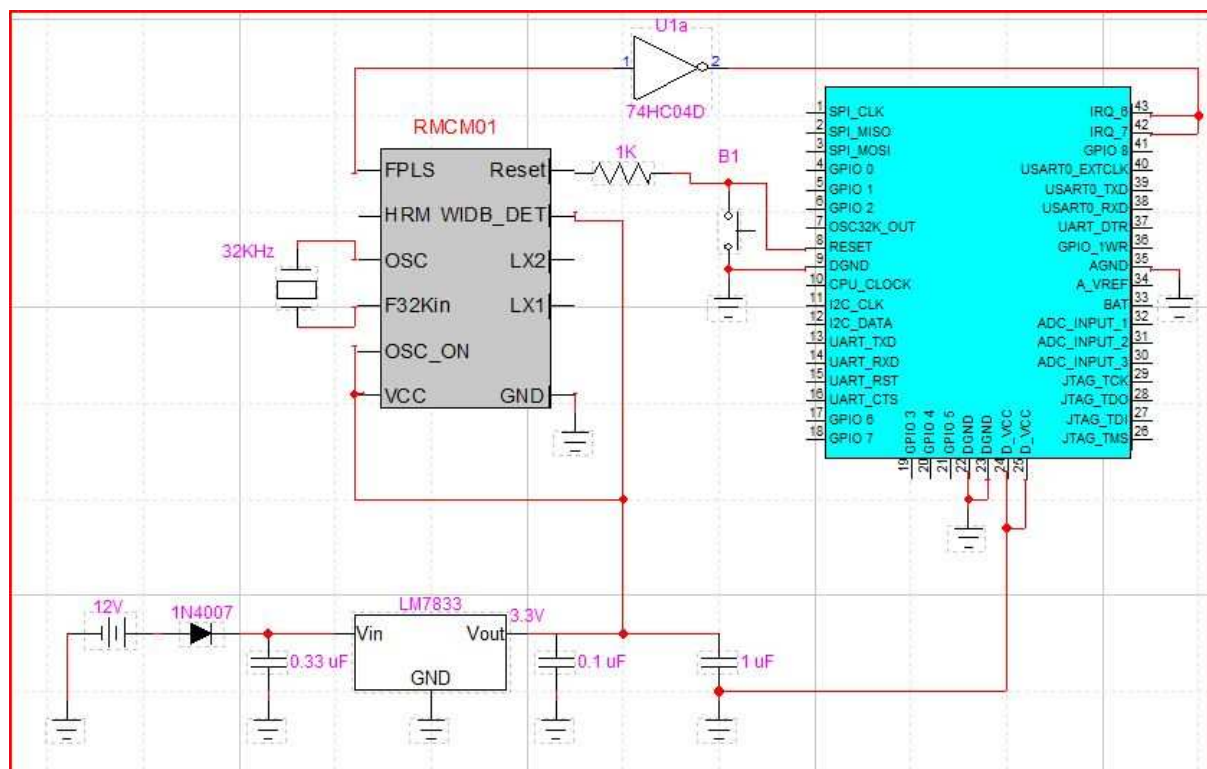 U1a
1
2
74HC04D
RMCM01
FPLS
HRM
OSC
F32Kin
OSC_ON
VCC
Reset
WIDB_DET
LX2
LX1
GND
32KHz
1K
B1
1 SPI_CLK
2 SPI_MISO
3 SPI_MOSI
4 GPIO 0
5 GPIO 1
6 GPIO 2
7 OSC32K_OUT
8 RESET
9 DGND
10 CPU_CLOCK
11 I2C_CLK
12 I2C_DATA
13 UART_TXD
14 UART_RXD
15 UART_RST
16 UART_CTS
17 GPIO 6
18 GPIO 7
19 GPIO 3
20 GPIO 4
21 GPIO 5
22 DGND
23 DGND
24 D_VCC
25 D_VCC
IRQ_6 43
IRQ_7 42
GPIO 8 41
USART0_EXTCLK 40
USART0_TXD 39
USART0_RXD 38
UART_DTR 37
GPIO_1WR 36
AGND 35
A_VREF 34
BAT 33
ADC_INPUT_1 32
ADC_INPUT_2 31
ADC_INPUT_3 30
JTAG_TCK 29
JTAG_TDO 28
JTAG_TDI 27
JTAG_TMS 26
12V
1N4007
0.33 uF
LM7833
Vin
Vout
GND
3.3V
0.1 uF
1 uF